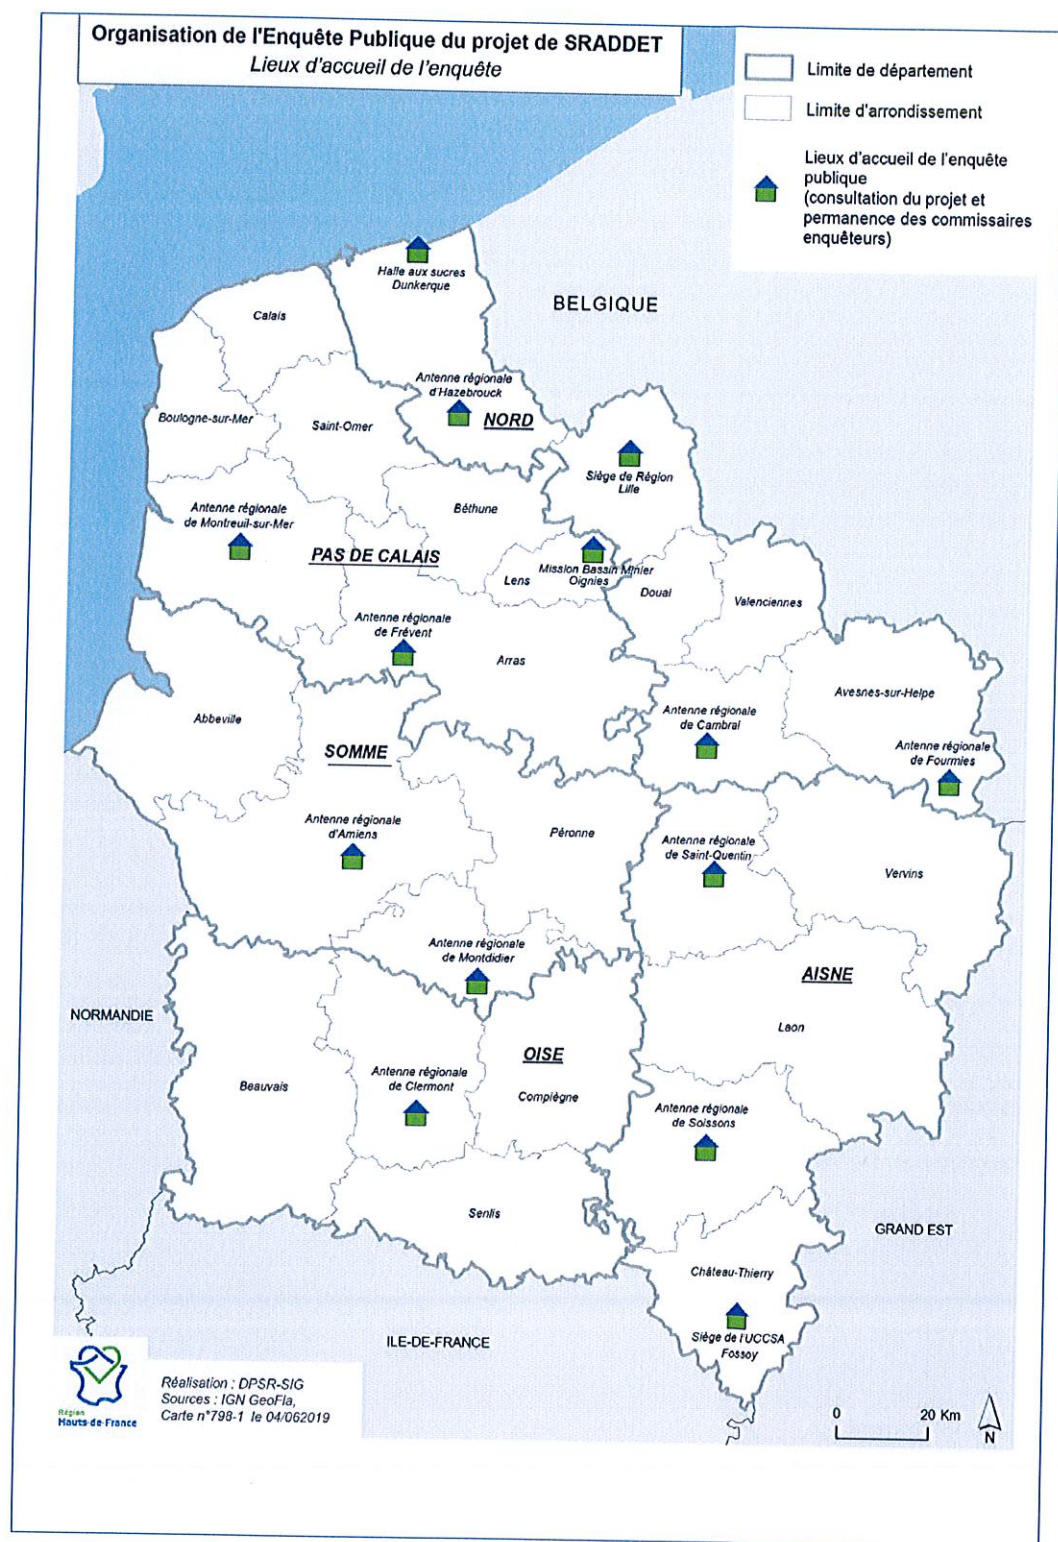 Organisation de l'Enquête Publique du projet de SRADDET
Lieux d'accueil de l'enquête
Limite de département
Limite d'arrondissement
Lieux d'accueil de l'enquête
publique
(consultation du projet et
permanence des commissaires
enquêteurs)
Halle aux sucres
Dunkerque
BELGIQUE
Calais
Antenne régionale
d'Hazebrouck
NORD
Boulogne-sur-Mer
Saint-Omer
Siège de Région
Lille
Antenne régionale
de Montreuil-sur-Mer
Béthune
PAS DE CALAIS
Lens
Mission Bassin Minier
Oignies
Douai
Valenciennes
Antenne régionale
de Frévent
Arras
Avesnes-sur-Helpe
Abbeville
Antenne régionale
de Cambrai
SOMME
Antenne régionale
de Fourmies
Antenne régionale
d'Amiens
Péronne
Antenne régionale
de Saint-Quentin
Vervins
Antenne régionale
de Montdidier
AISNE
NORMANDIE
Laon
OISE
Beauvais
Antenne régionale
de Clermont
Compiègne
Antenne régionale
de Soissons
Senlis
GRAND EST
Château-Thierry
Siège de l'UCCSA
Fossoy
ILE-DE-FRANCE
Région
Hauts-de-France
Réalisation : DPSR-SIG
Sources : IGN GeoFla,
Carte n°798-1 le 04/062019
0 20 Km
N